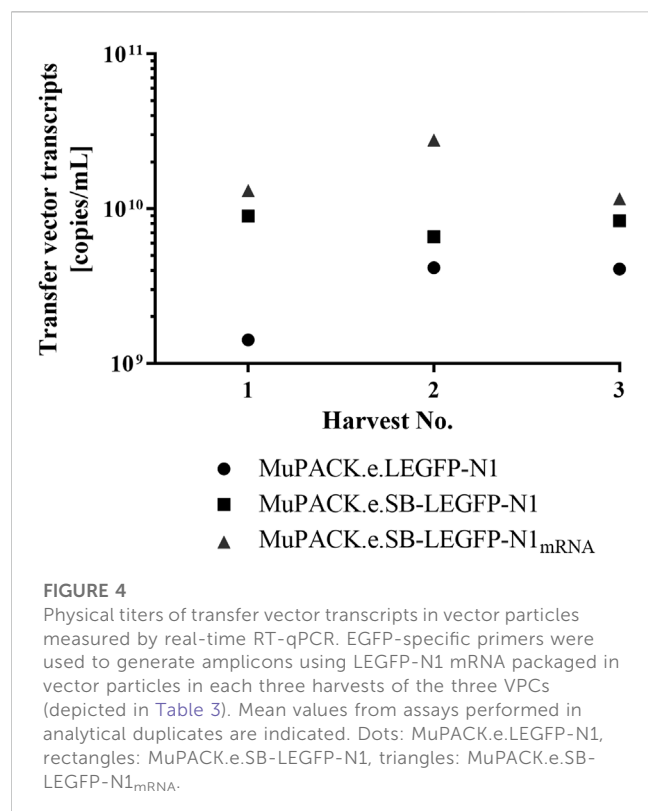 10¹¹
Transfer vector transcripts
[copies/mL]
10¹⁰
10⁹
1
2
3
Harvest No.
MuPACK.e.LEGFP-N1
MuPACK.e.SB-LEGFP-N1
MuPACK.e.SB-LEGFP-N1mRNA
FIGURE 4
Physical titers of transfer vector transcripts in vector particles
measured by real-time RT-qPCR. EGFP-specific primers were
used to generate amplicons using LEGFP-N1 mRNA packaged in
vector particles in each three harvests of the three VPCs
(depicted in Table 3). Mean values from assays performed in
analytical duplicates are indicated. Dots: MuPACK.e.LEGFP-N1,
rectangles: MuPACK.e.SB-LEGFP-N1, triangles: MuPACK.e.SB-
LEGFP-N1mRNA.